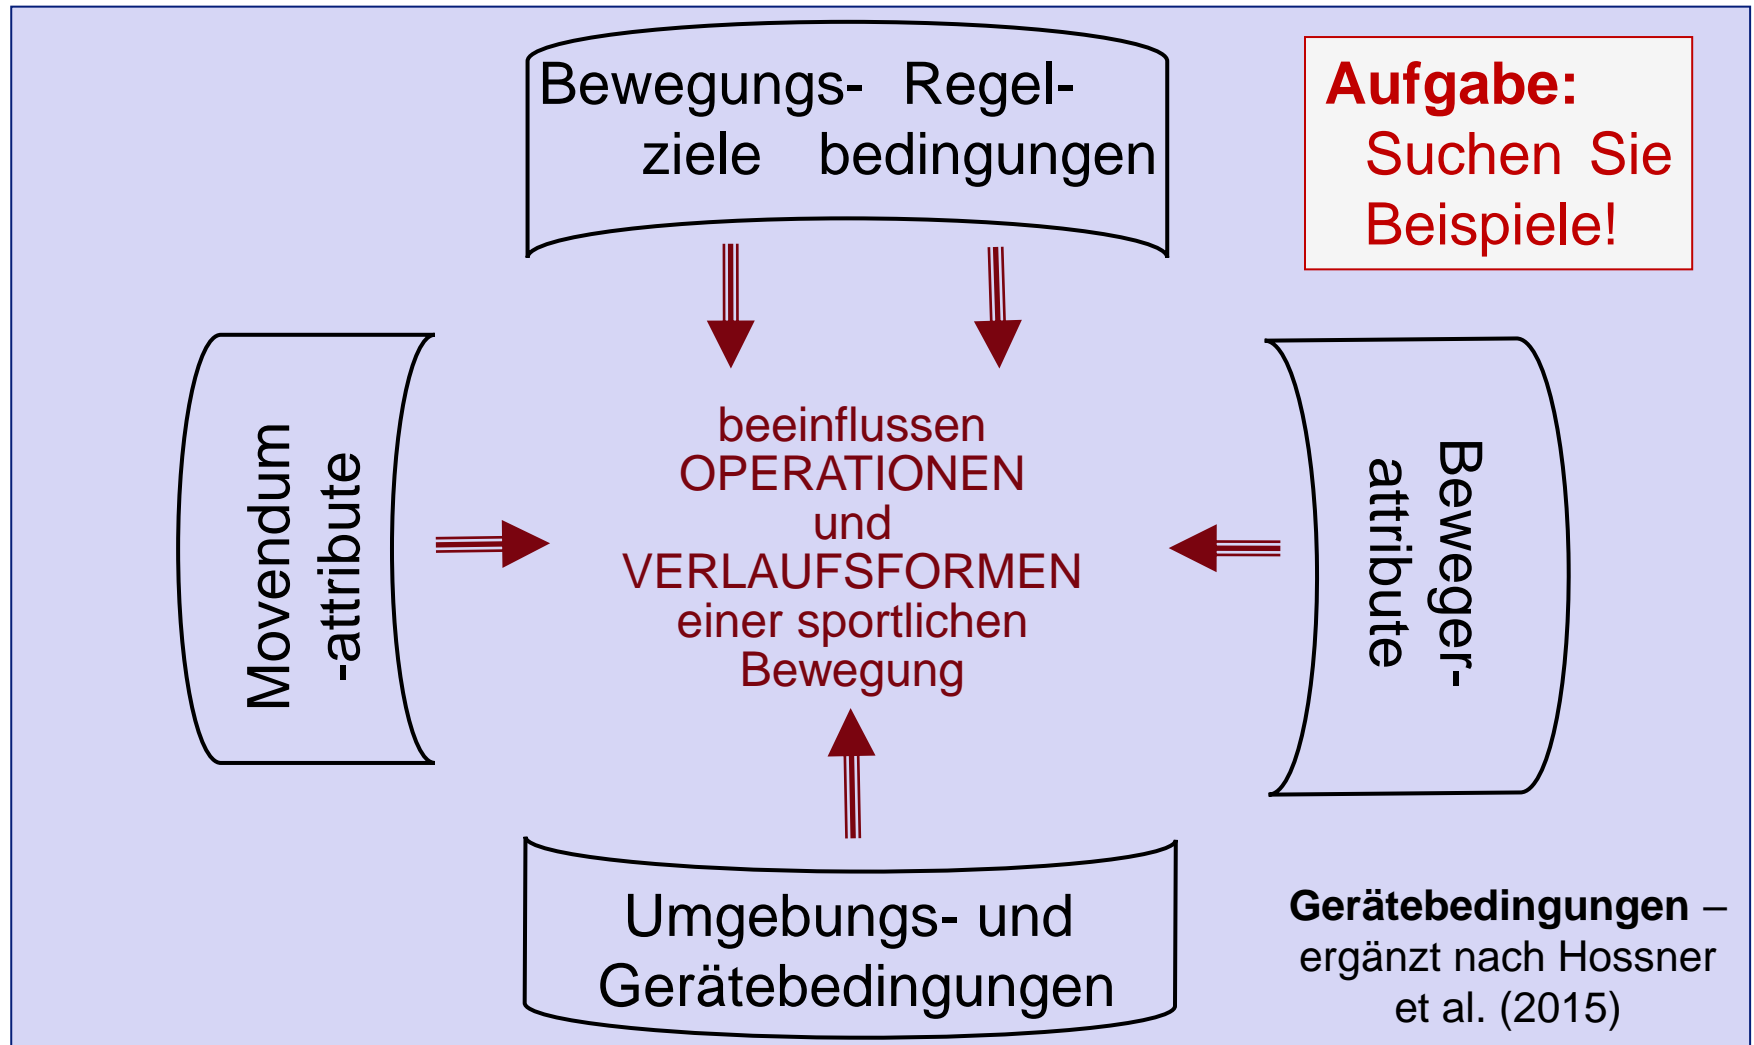 Bewegungs- Regel-
ziele bedingungen
Aufgabe:
Suchen Sie
Beispiele!
Movendum
-attribute
beeinflussen
OPERATIONEN
und
VERLAUFSFORMEN
einer sportlichen
Bewegung
Beweger-
attribute
Umgebungs- und
Gerätebedingungen
Gerätebedingungen –
ergänzt nach Hossner
et al. (2015)